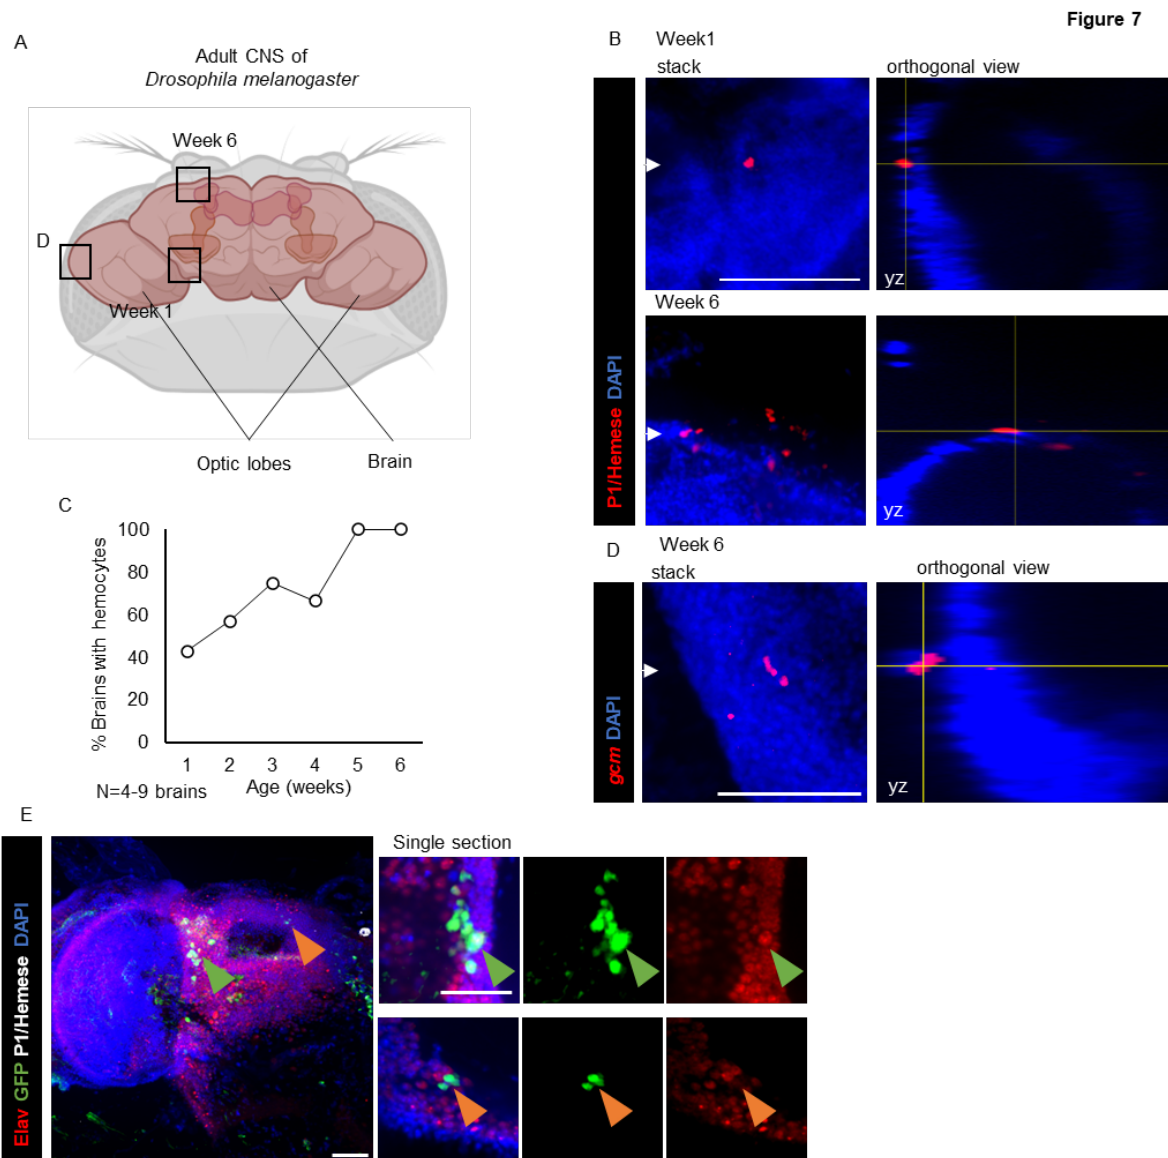 Figure 7
A
Adult CNS of
Drosophila melanogaster
Week 6
D
Week 1
Optic lobes
Brain
B
Week1
stack
orthogonal view
yz
Week 6
yz
P1/Hemese DAPI
C
% Brains with hemocytes
100
80
60
40
20
0
1 2 3 4 5 6
N=4-9 brains
Age (weeks)
D
Week 6
stack
orthogonal view
yz
gcm DAPI
E
Single section
Elav GFP P1/Hemese DAPI